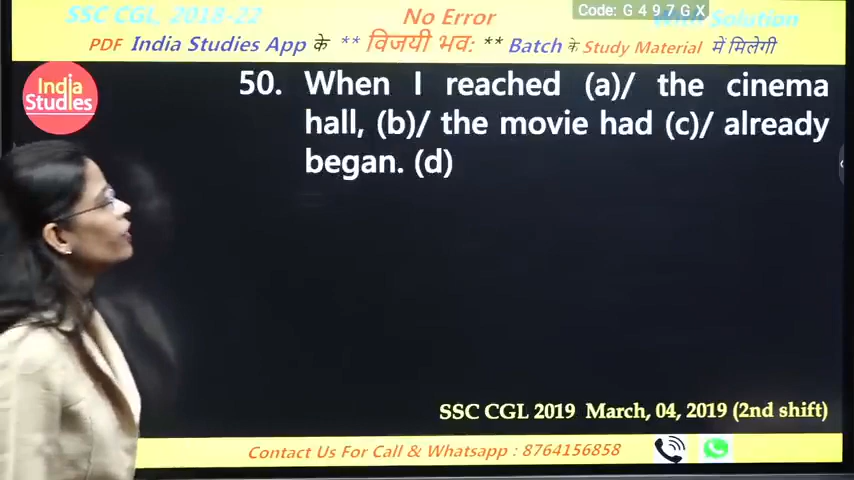 SSC CGL, 2018-22 No Error Solution
Code: G 4 9 7 G X
PDF India Studies App के ** विजयी भव: ** Batch के Study Material में मिलेगी
India
Studies
50. When I reached (a)/ the cinema
hall, (b)/ the movie had (c)/ already
began. (d)
SSC CGL 2019 March, 04, 2019 (2nd shift)
Contact Us For Call & Whatsapp : 8764156858